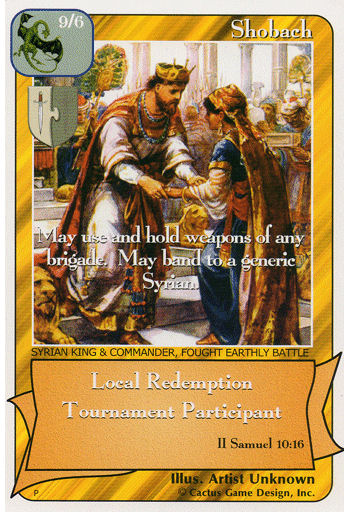 9/6
Shobach
May use and hold weapons of any
brigade. May band to a generic
Syrian.
SYRIAN KING & COMMANDER, FOUGHT EARTHLY BATTLE
Local Redemption
Tournament Participant
II Samuel 10:16
Illus. Artist Unknown
P
© Cactus Game Design, Inc.